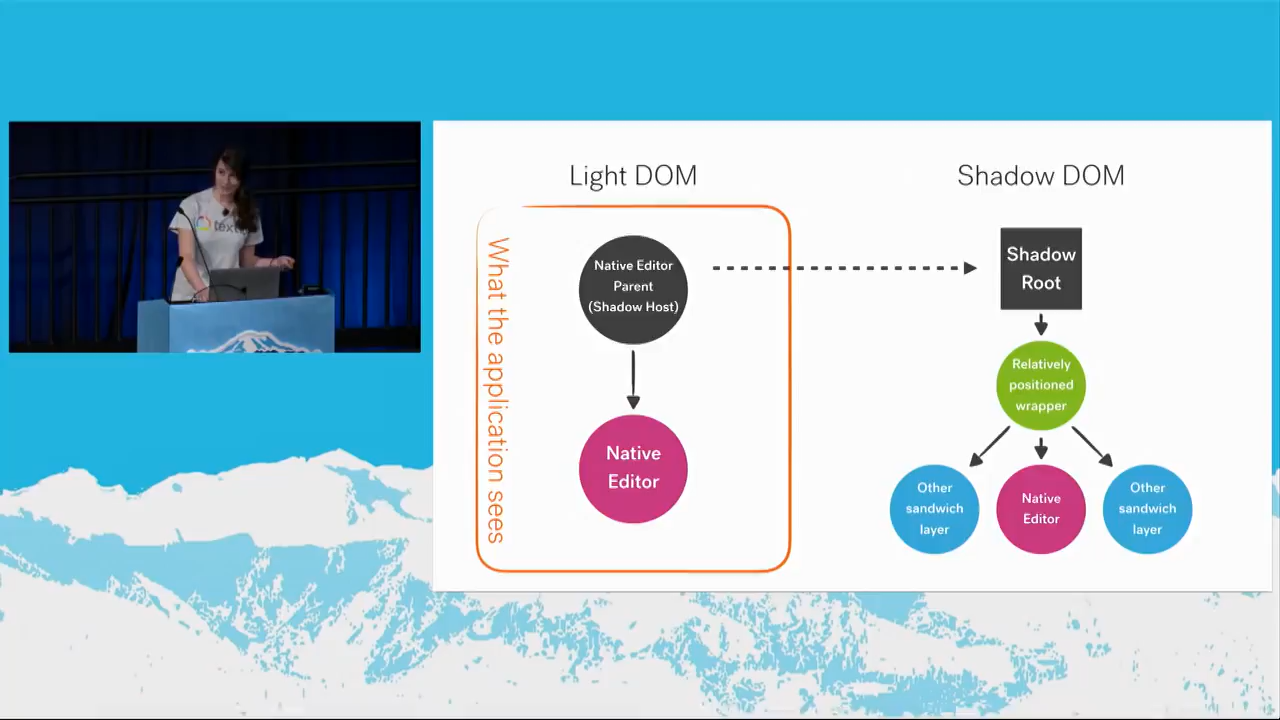 Light DOM
Shadow DOM
What the application sees
Native Editor
Parent
(Shadow Host)
Native
Editor
Shadow
Root
Relatively
positioned
wrapper
Other
sandwich
layer
Native
Editor
Other
sandwich
layer